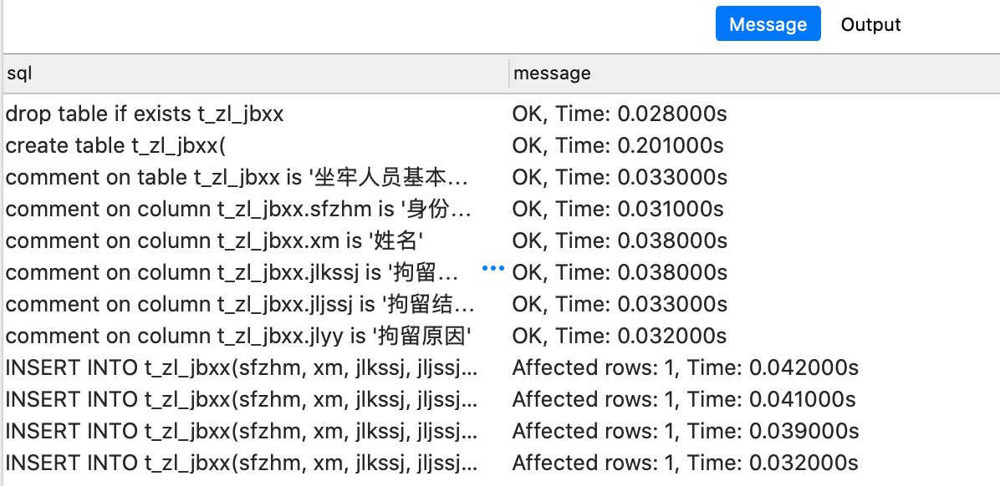 Message Output
sql message
drop table if exists t_zl_jbxx OK, Time: 0.028000s
create table t_zl_jbxx( OK, Time: 0.201000s
comment on table t_zl_jbxx is '坐牢人员基本... OK, Time: 0.033000s
comment on column t_zl_jbxx.sfzhm is '身份... OK, Time: 0.031000s
comment on column t_zl_jbxx.xm is '姓名' OK, Time: 0.038000s
comment on column t_zl_jbxx.jlkssj is '拘留... ••• OK, Time: 0.038000s
comment on column t_zl_jbxx.jljssj is '拘留结... OK, Time: 0.033000s
comment on column t_zl_jbxx.jlyy is '拘留原因' OK, Time: 0.032000s
INSERT INTO t_zl_jbxx(sfzhm, xm, jlkssj, jljssj... Affected rows: 1, Time: 0.042000s
INSERT INTO t_zl_jbxx(sfzhm, xm, jlkssj, jljssj... Affected rows: 1, Time: 0.041000s
INSERT INTO t_zl_jbxx(sfzhm, xm, jlkssj, jljssj... Affected rows: 1, Time: 0.039000s
INSERT INTO t_zl_jbxx(sfzhm, xm, jlkssj, jljssj... Affected rows: 1, Time: 0.032000s